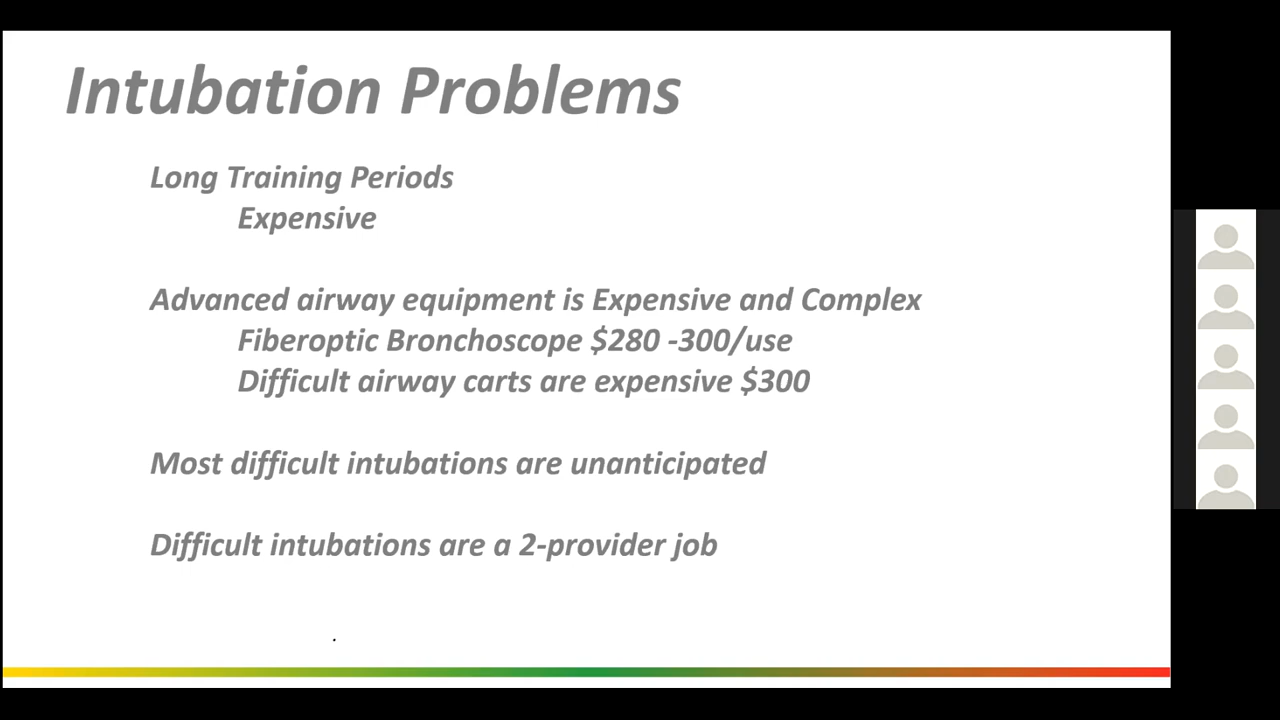 Intubation Problems
Long Training Periods
Expensive
Advanced airway equipment is Expensive and Complex
Fiberoptic Bronchoscope $280 -300/use
Difficult airway carts are expensive $300
Most difficult intubations are unanticipated
Difficult intubations are a 2-provider job
.